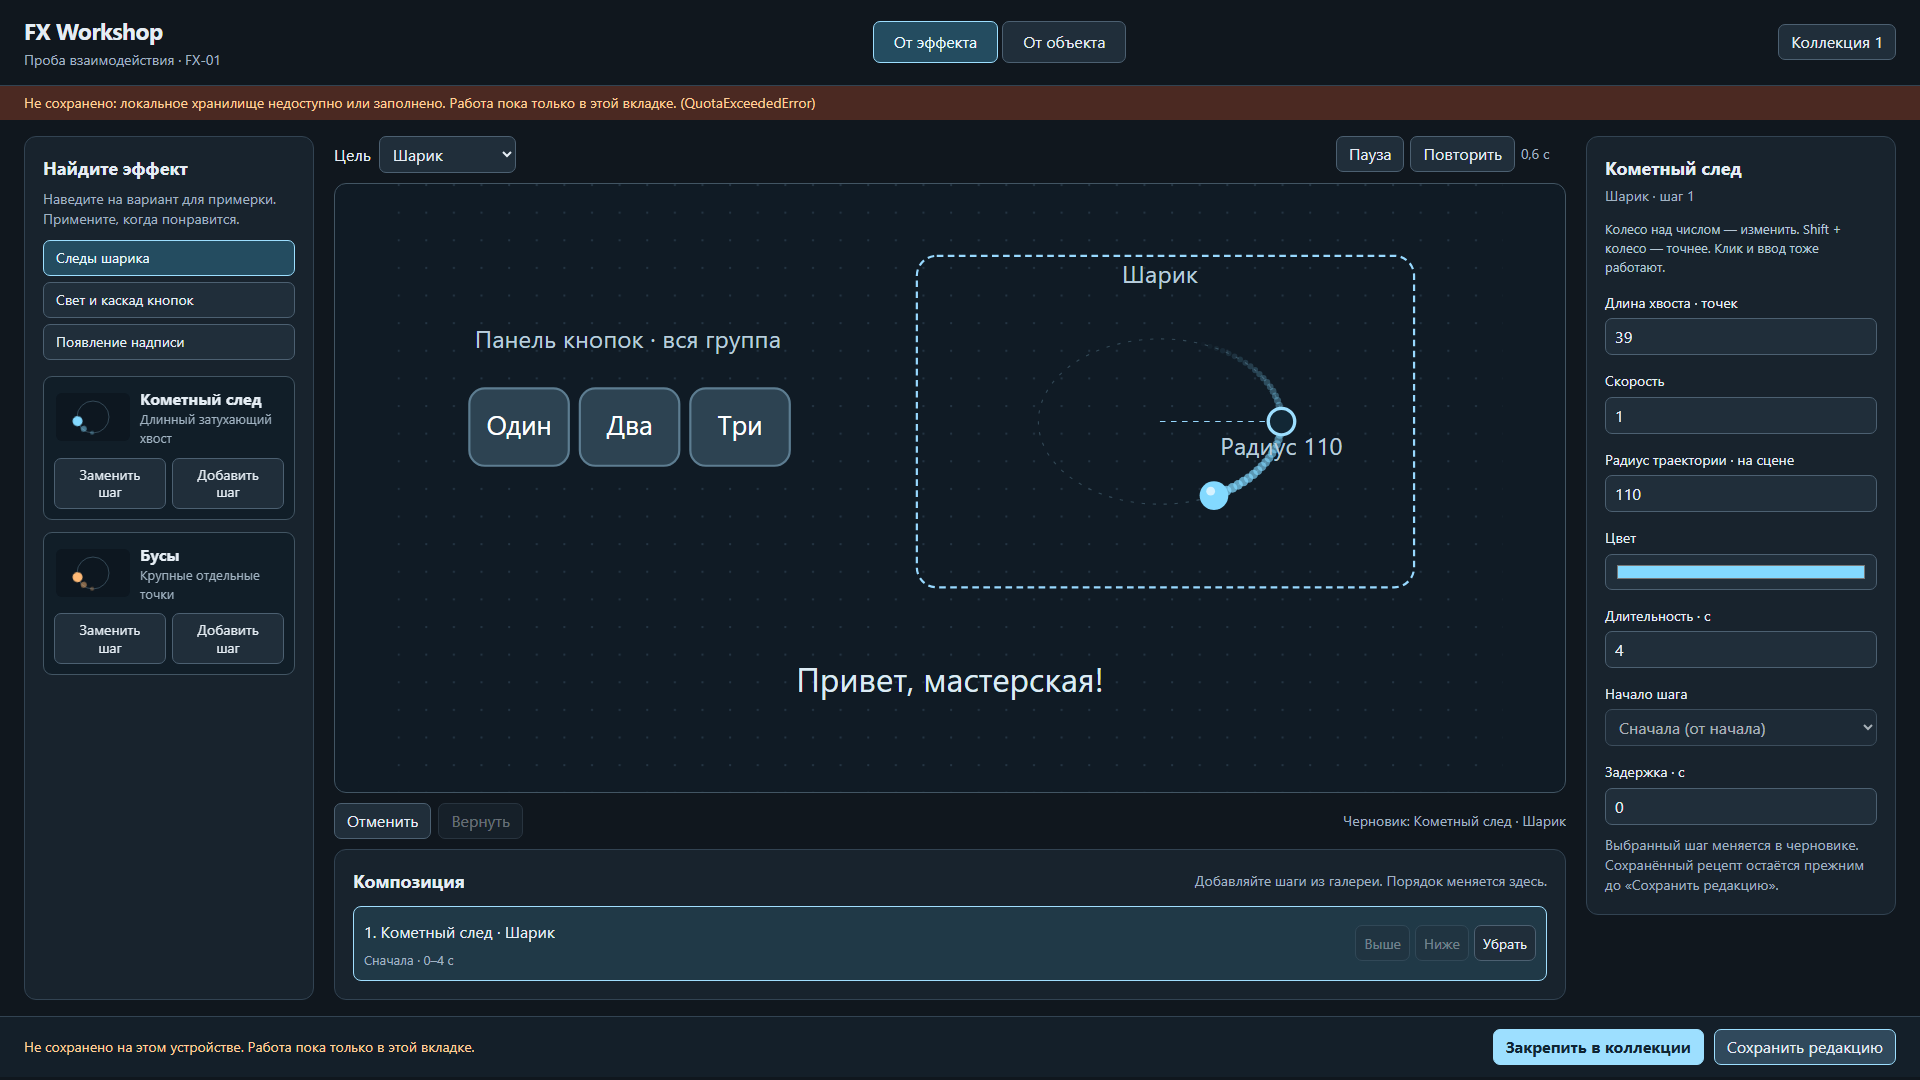 FX Workshop
Проба взаимодействия · FX-01
От эффекта
От объекта
Коллекция 1
Не сохранено: локальное хранилище недоступно или заполнено. Работа пока только в этой вкладке. (QuotaExceededError)
Найдите эффект
Наведите на вариант для примерки.
Примените, когда понравится.
Следы шарика
Свет и каскад кнопок
Появление надписи
Кометный след
Длинный затухающий
хвост
Заменить
шаг
Добавить
шаг
Бусы
Крупные отдельные
точки
Заменить
шаг
Добавить
шаг
Цель
Шарик
Пауза
Повторить
0,6 с
Шарик
Панель кнопок · вся группа
Один
Два
Три
Радиус 110
Привет, мастерская!
Отменить
Вернуть
Черновик: Кометный след · Шарик
Композиция
Добавляйте шаги из галереи. Порядок меняется здесь.
1. Кометный след · Шарик
Сначала · 0–4 с
Выше
Ниже
Убрать
Кометный след
Шарик · шаг 1
Колесо над числом — изменить. Shift +
колесо — точнее. Клик и ввод тоже
работают.
Длина хвоста · точек
39
Скорость
1
Радиус траектории · на сцене
110
Цвет
Длительность · с
4
Начало шага
Сначала (от начала)
Задержка · с
0
Выбранный шаг меняется в черновике.
Сохранённый рецепт остаётся прежним
до «Сохранить редакцию».
Не сохранено на этом устройстве. Работа пока только в этой вкладке.
Закрепить в коллекции
Сохранить редакцию